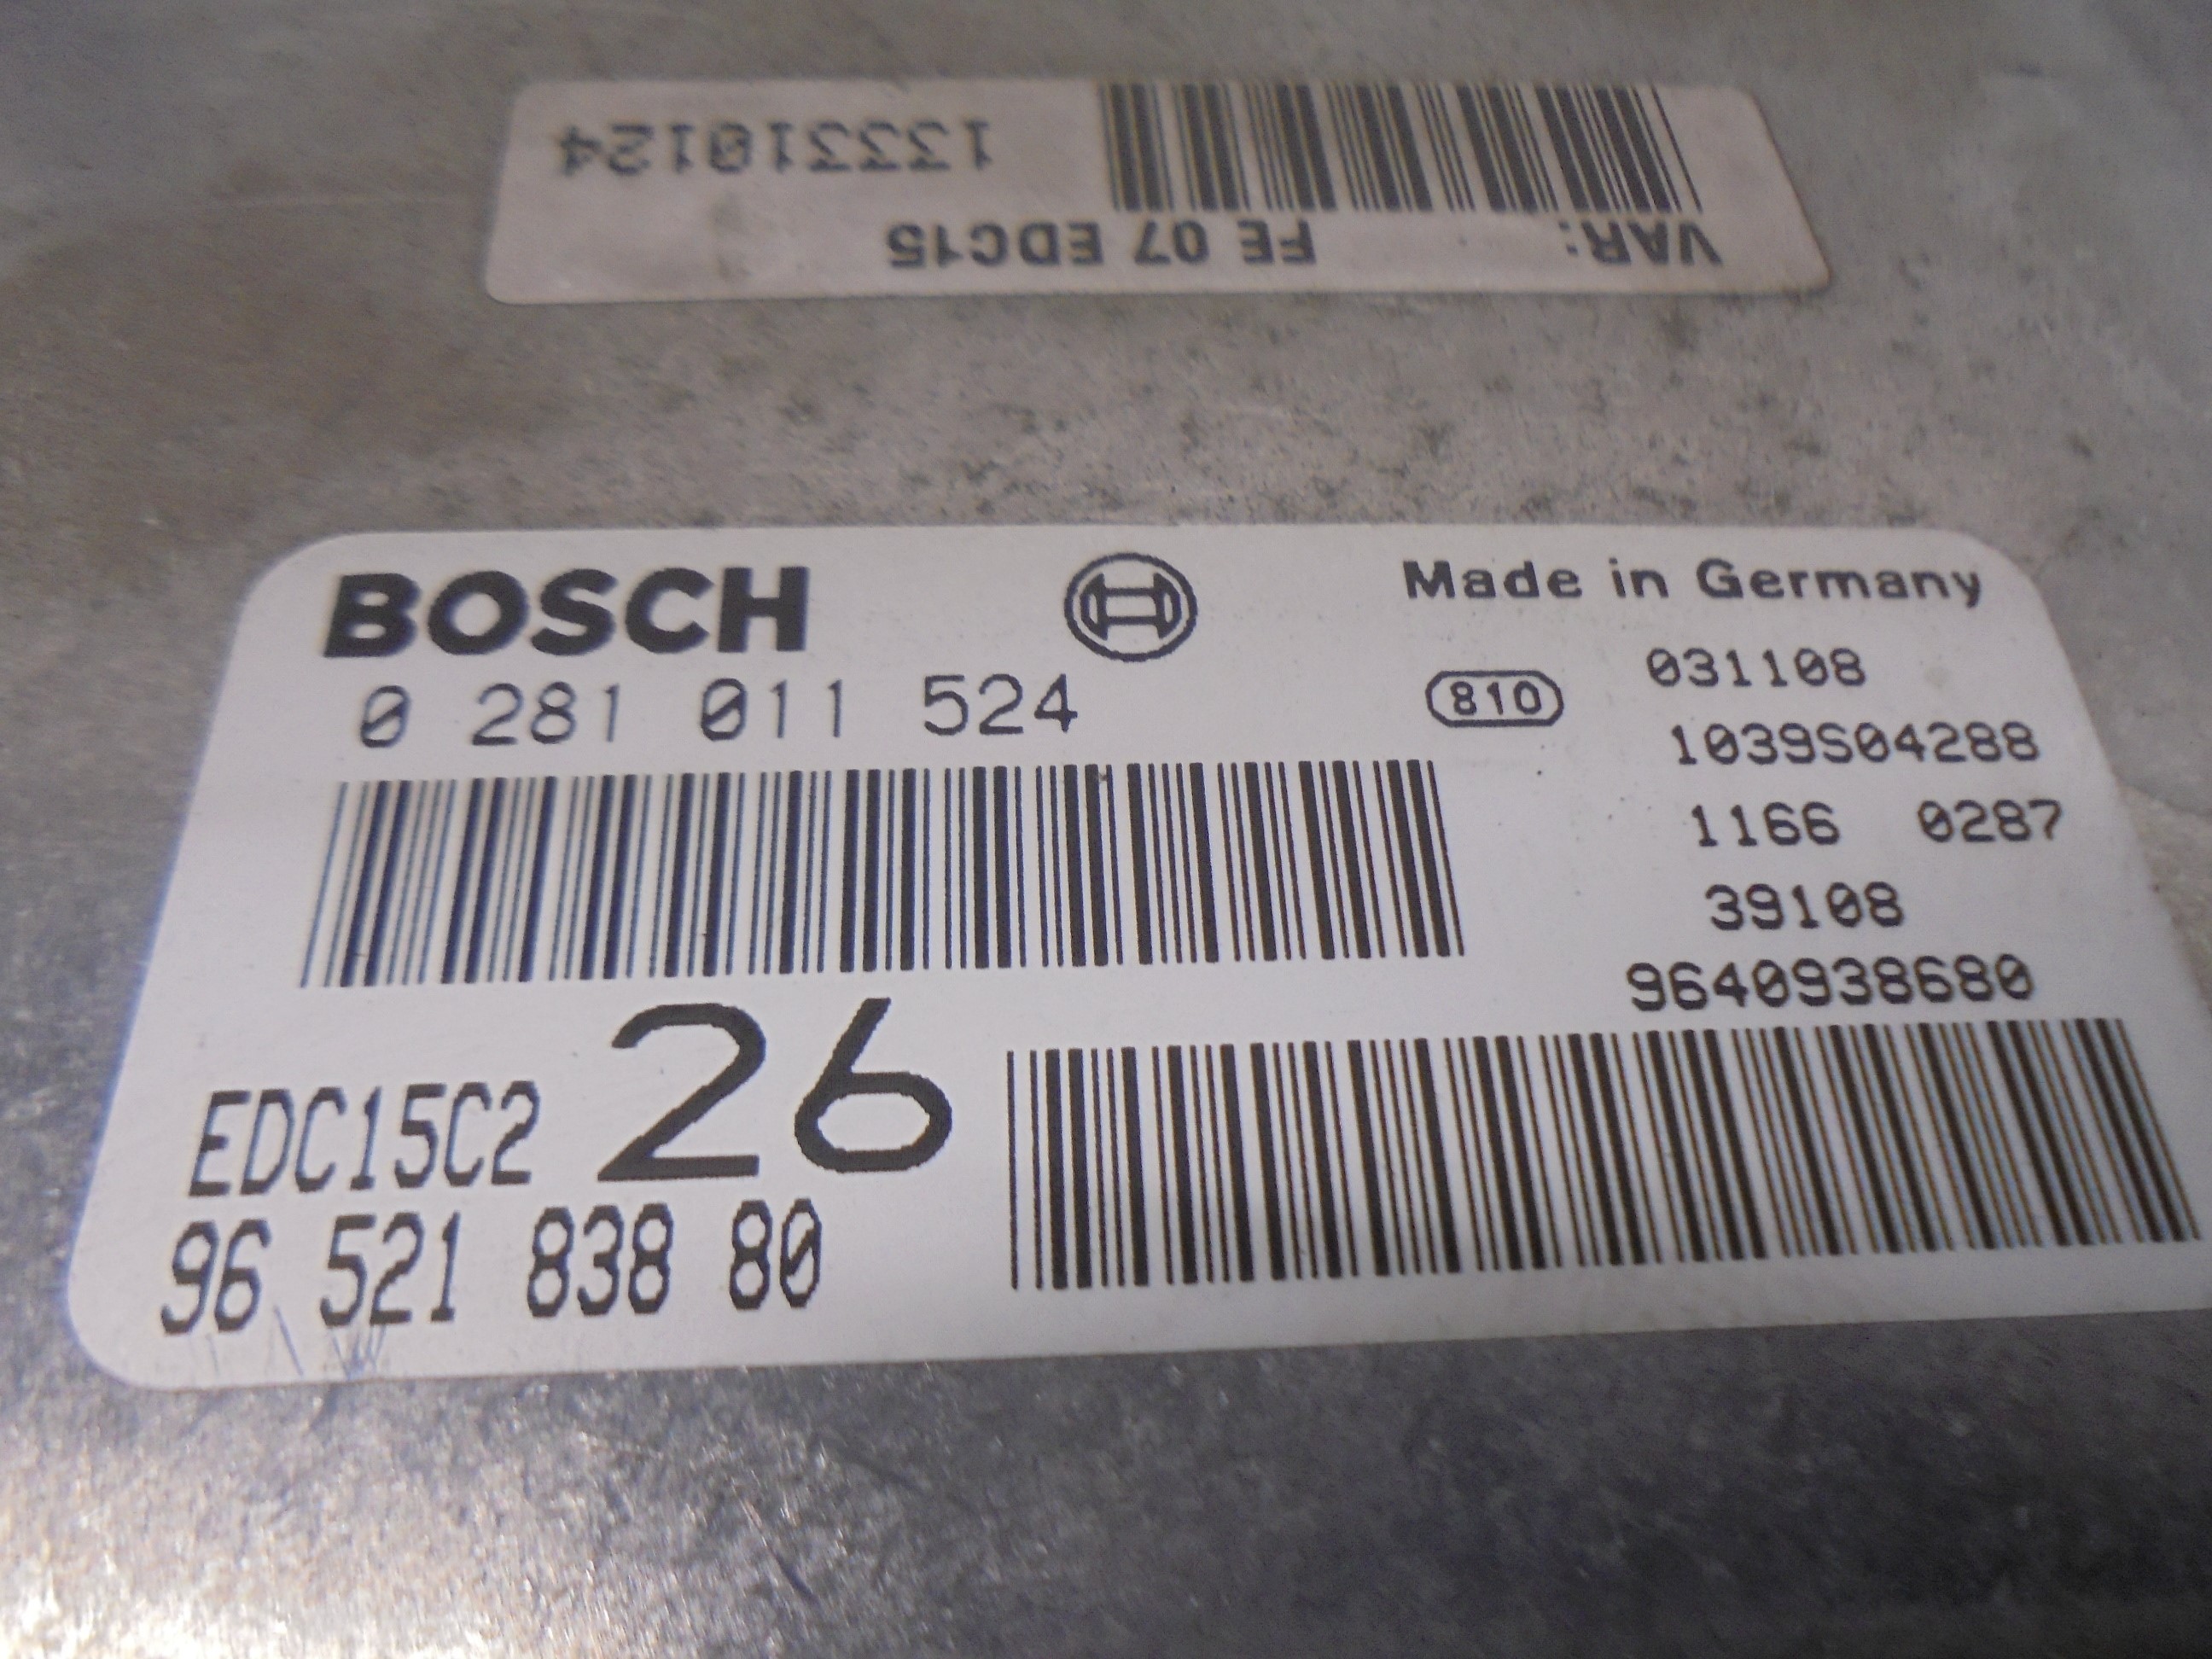 133310124
VAR: FE 07 EDC15
BOSCH
Made in Germany
0 281 011 524
810
031108
1039S04288
1166 0287
39108
9640938680
EDC15C2 26
96 521 838 80